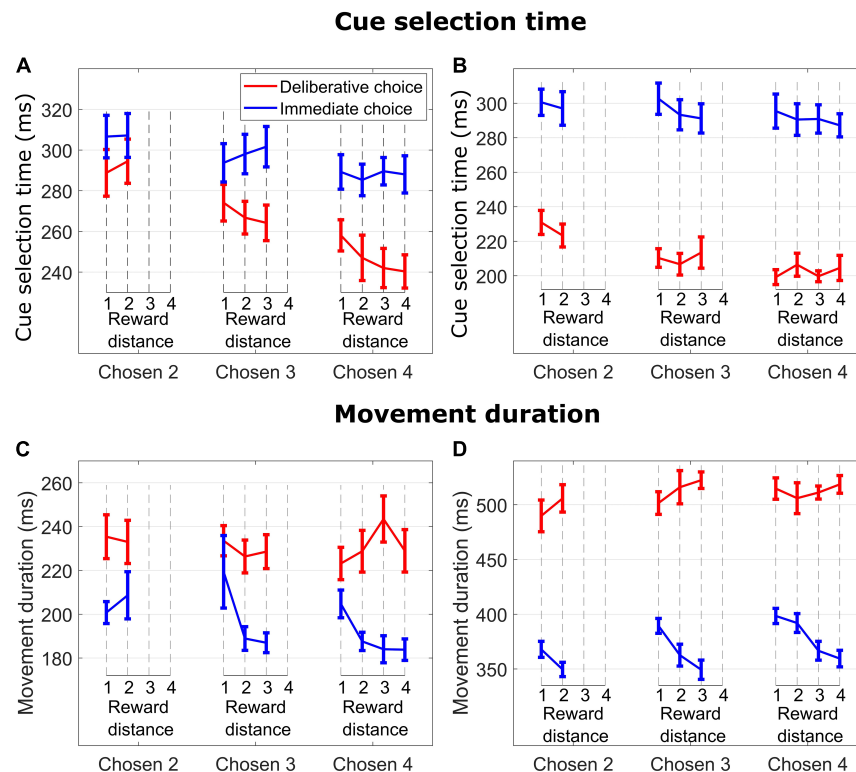 Cue selection time
A
Deliberative choice
Immediate choice
Cue selection time (ms)
320
300
280
260
240
1 2 3 4
Reward
distance
1 2 3 4
Reward
distance
1 2 3 4
Reward
distance
Chosen 2
Chosen 3
Chosen 4
B
Cue selection time (ms)
300
280
260
240
220
200
1 2 3 4
Reward
distance
1 2 3 4
Reward
distance
1 2 3 4
Reward
distance
Chosen 2
Chosen 3
Chosen 4
Movement duration
C
Movement duration (ms)
260
240
220
200
180
1 2 3 4
Reward
distance
1 2 3 4
Reward
distance
1 2 3 4
Reward
distance
Chosen 2
Chosen 3
Chosen 4
D
Movement duration (ms)
500
450
400
350
1 2 3 4
Reward
distance
1 2 3 4
Reward
distance
1 2 3 4
Reward
distance
Chosen 2
Chosen 3
Chosen 4